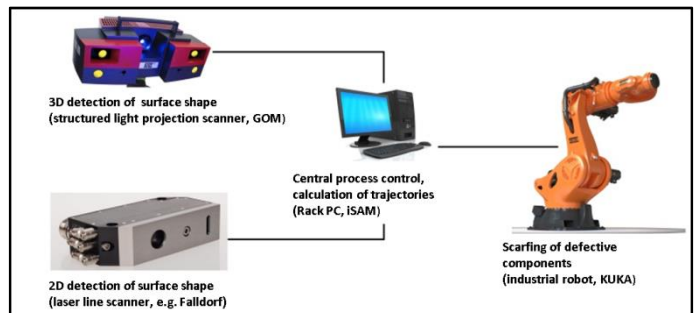 3D detection of surface shape
(structured light projection scanner, GOM)
Central process control,
calculation of trajectories
(Rack PC, iSAM)
2D detection of surface shape
(laser line scanner, e.g. Falldorf)
Scarfing of defective
components
(industrial robot, KUKA)